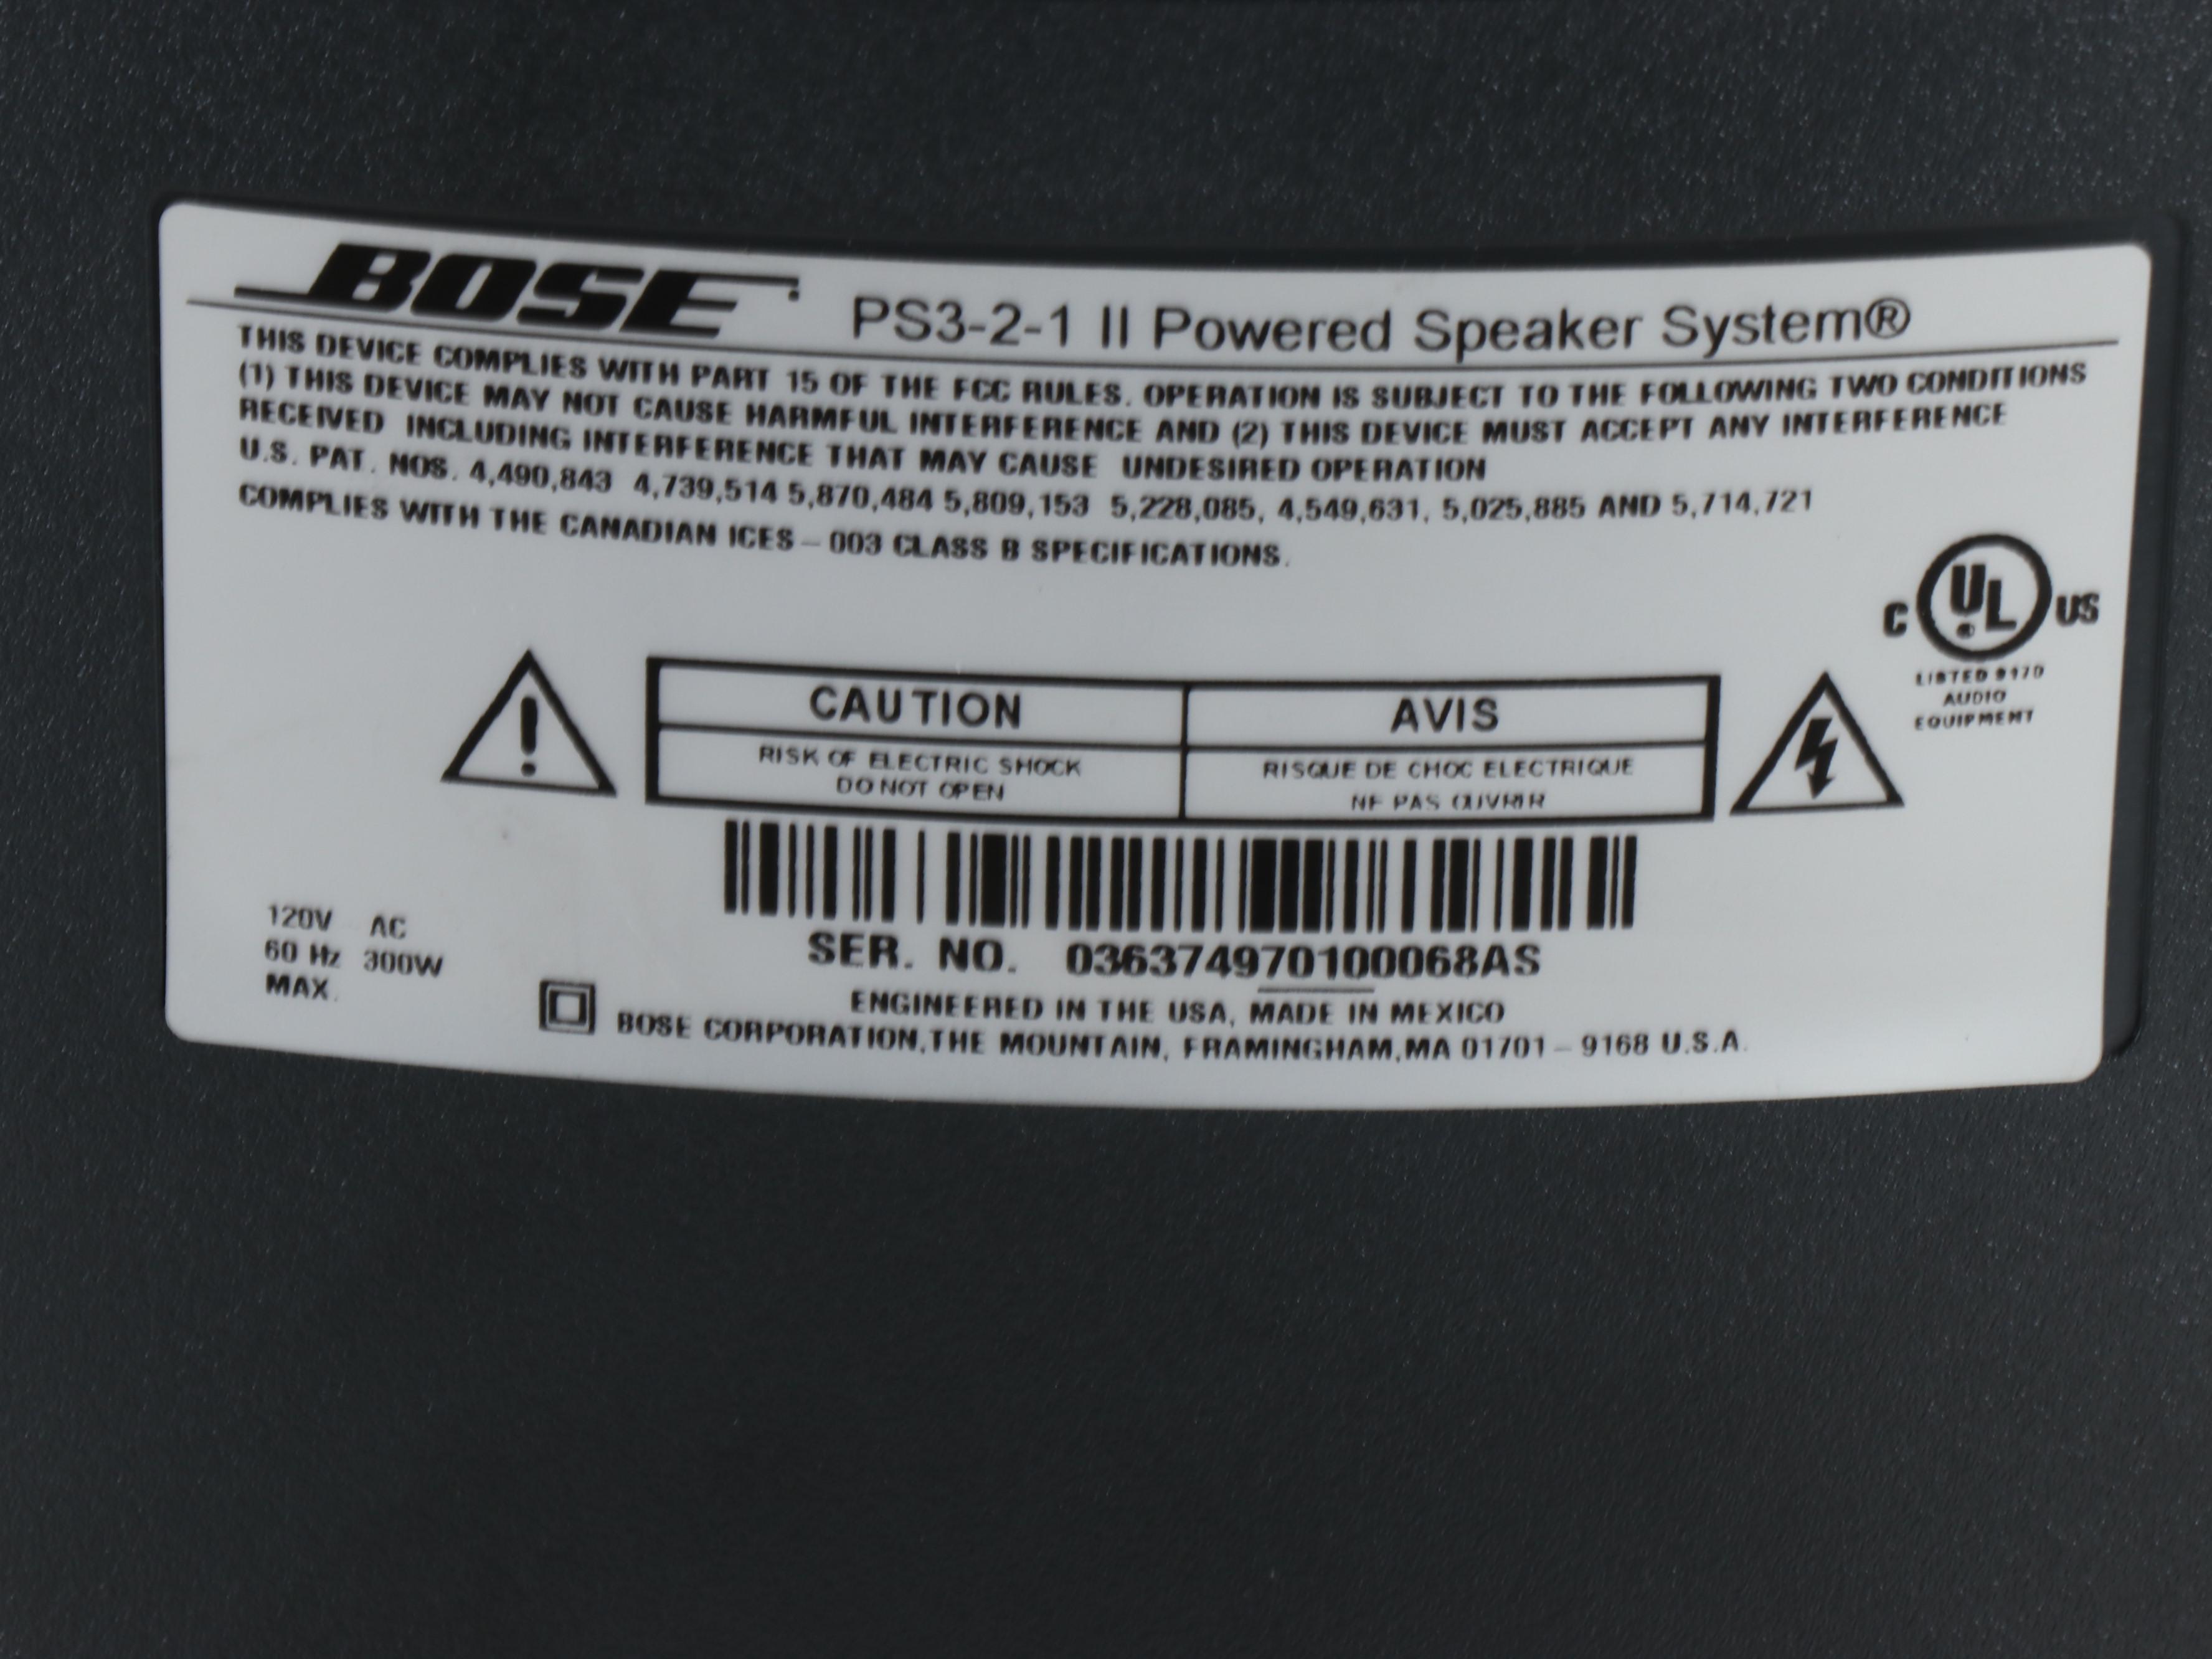 BOSE PS3-2-1 II Powered Speaker System®
THIS DEVICE COMPLIES WITH PART 15 OF THE FCC RULES. OPERATION IS SUBJECT TO THE FOLLOWING TWO CONDITIONS
(1) THIS DEVICE MAY NOT CAUSE HARMFUL INTERFERENCE AND (2) THIS DEVICE MUST ACCEPT ANY INTERFERENCE
RECEIVED INCLUDING INTERFERENCE THAT MAY CAUSE UNDESIRED OPERATION
U.S. PAT. NOS. 4,490,843 4,739,514 5,870,484 5,809,153 5,228,085, 4,549,631, 5,025,885 AND 5,714,721
COMPLIES WITH THE CANADIAN ICES-003 CLASS B SPECIFICATIONS.
C UL® US
LISTED 9170
AUDIO
EQUIPMENT
CAUTION
RISK OF ELECTRIC SHOCK
DO NOT OPEN
AVIS
RISQUE DE CHOC ELECTRIQUE
NE PAS OUVRIR
120V AC
60 Hz 300W
MAX.
SER. NO. 036374970100068AS
ENGINEERED IN THE USA, MADE IN MEXICO
BOSE CORPORATION,THE MOUNTAIN, FRAMINGHAM,MA 01701-9168 U.S.A.